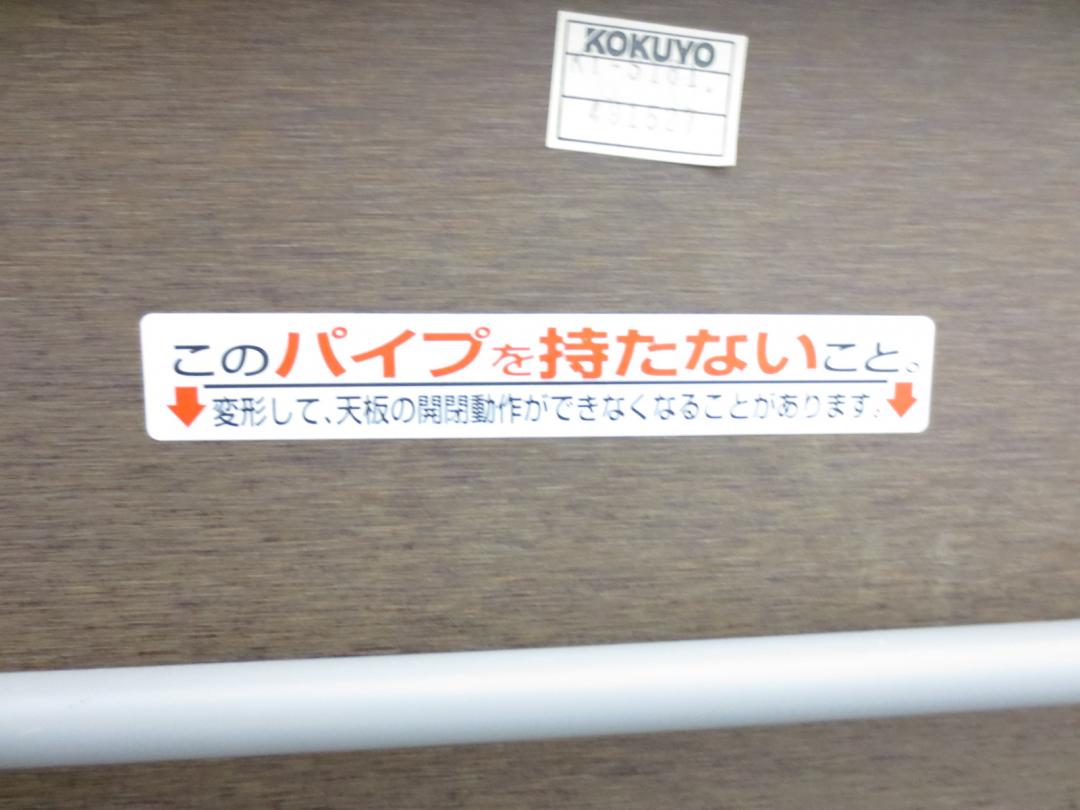 KOKUYO
491527
このパイプを持たないこと。
変形して、天板の開閉動作ができなくなることがあります。